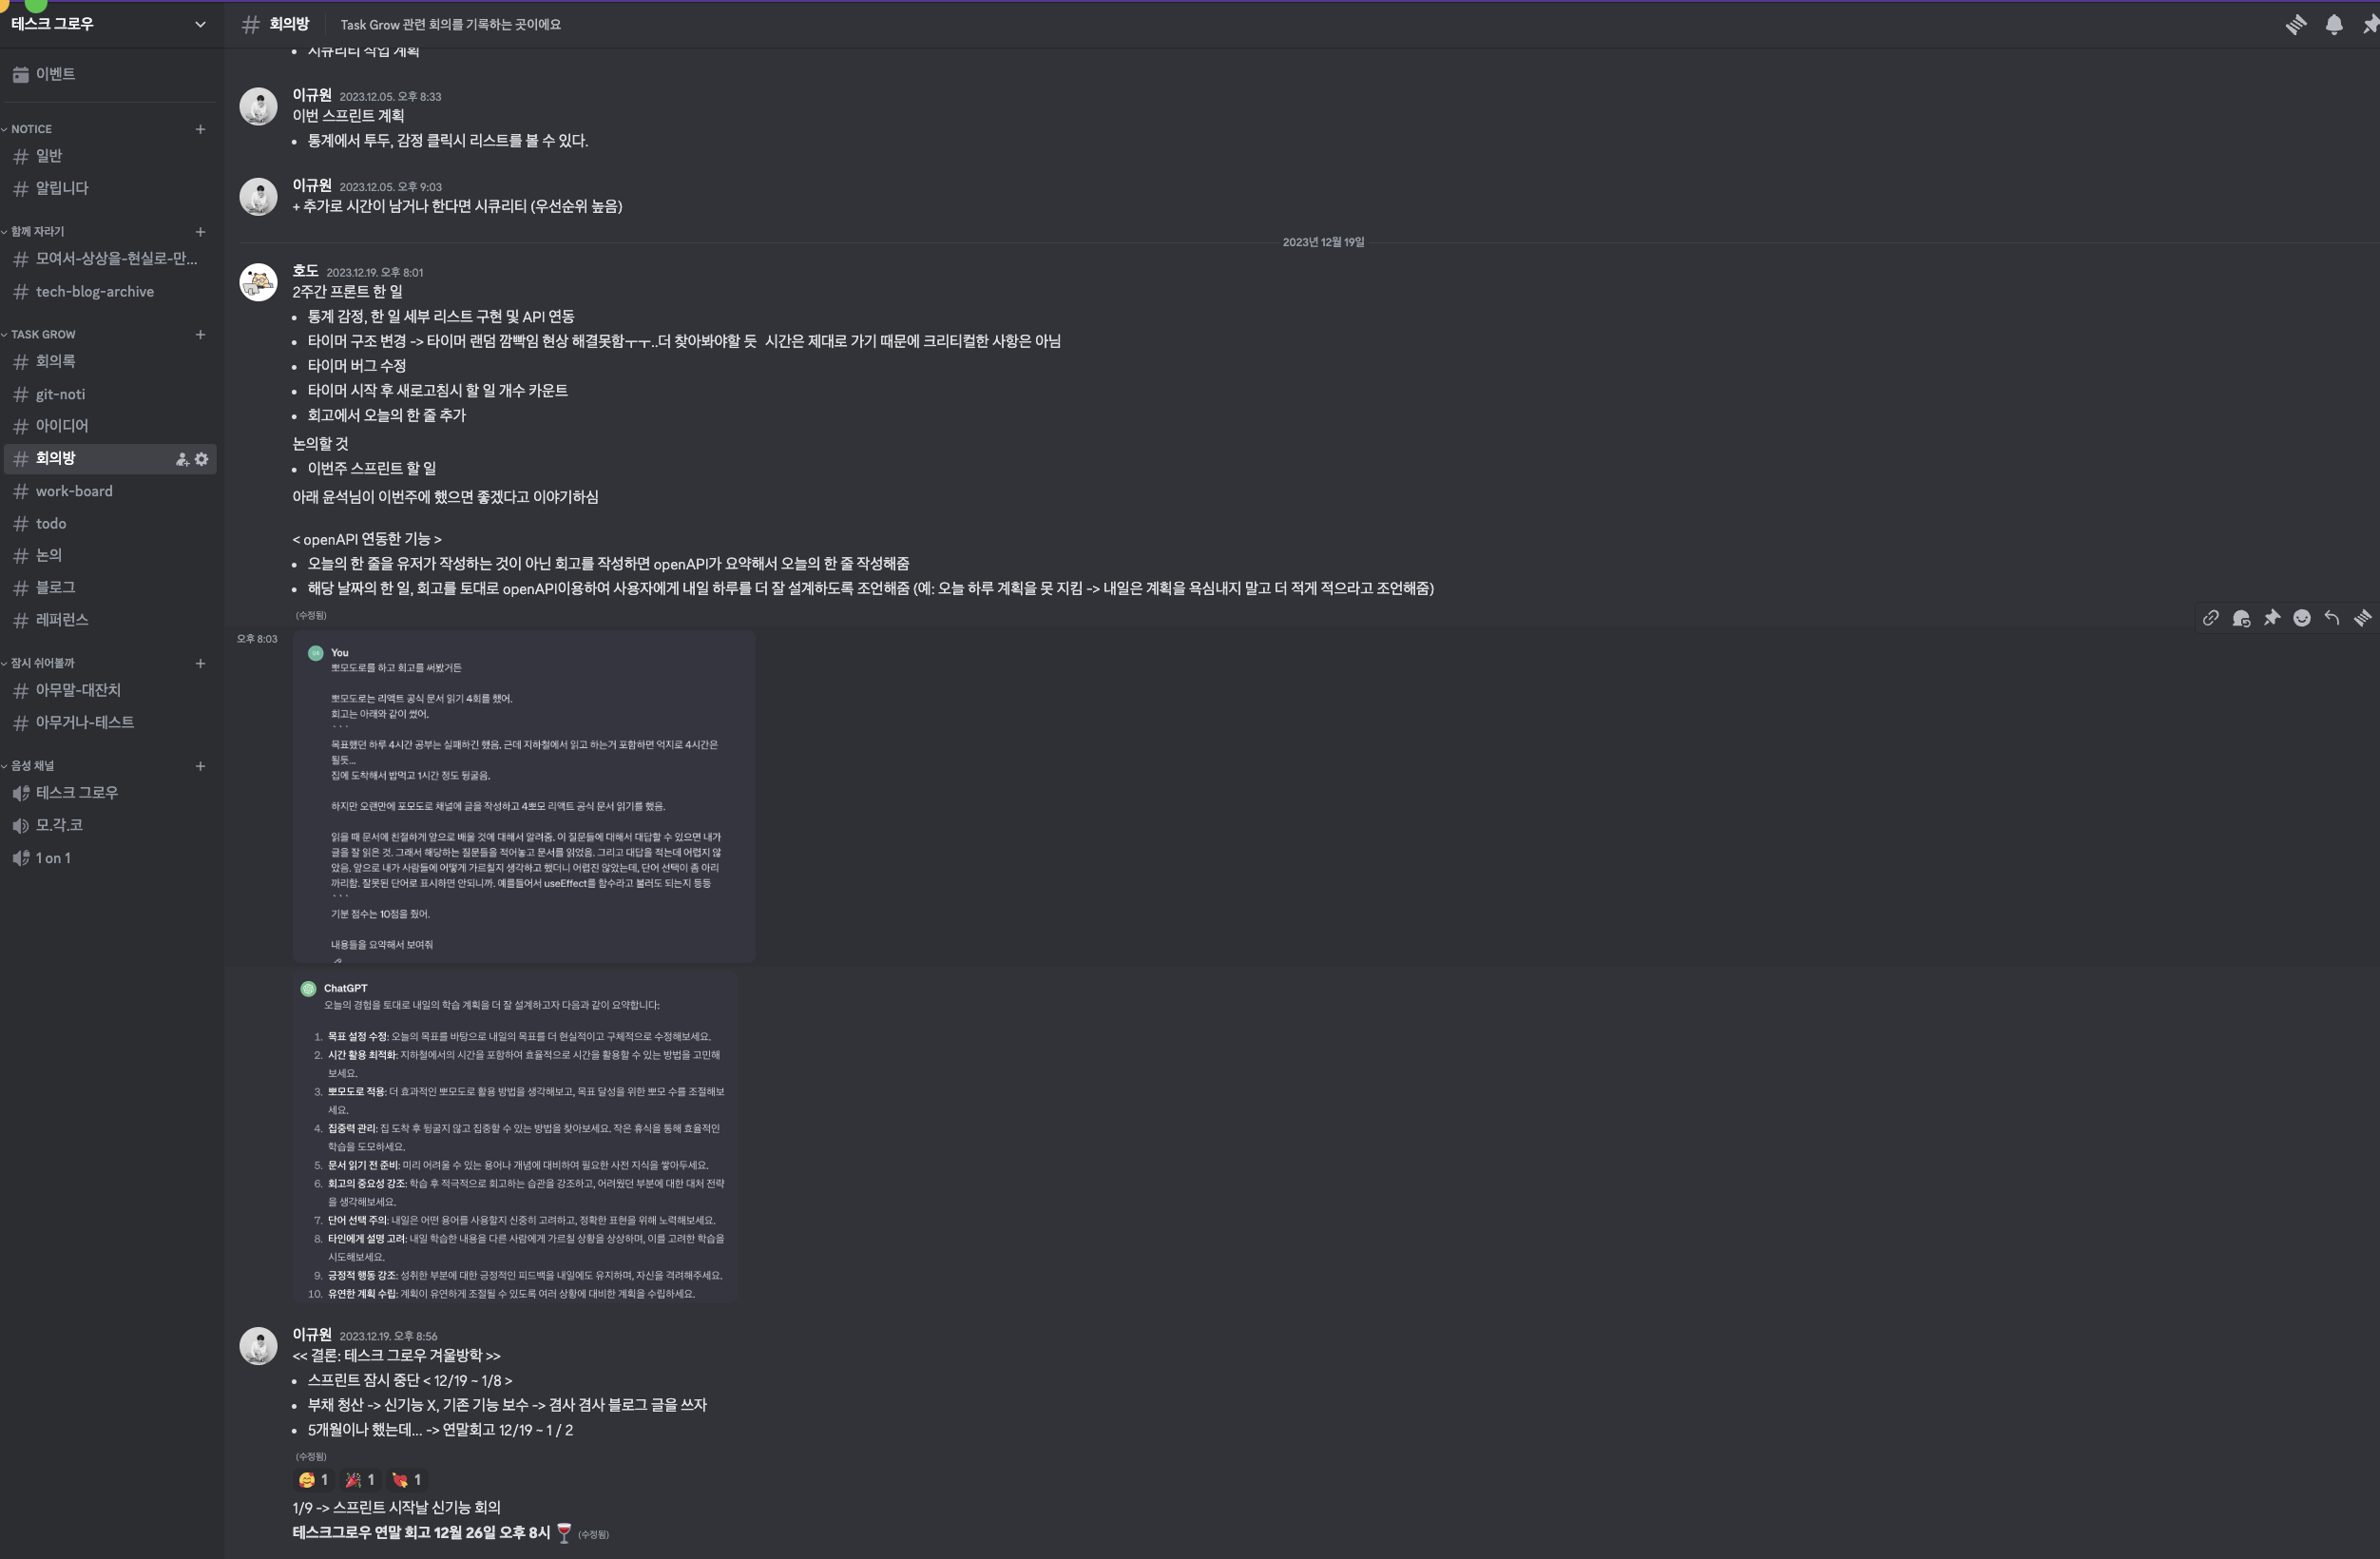 테스크 그로우
이벤트
NOTICE
일반
알립니다
함께 자라기
모여서-상상을-현실로-만...
tech-blog-archive
TASK GROW
회의록
git-noti
아이디어
회의방
work-board
todo
논의
블로그
레퍼런스
잠시 쉬어볼까
아무말-대잔치
아무거나-테스트
음성 채널
테스크 그로우
모.각.코
1 on 1
회의방 Task Grow 관련 회의를 기록하는 곳이에요
시큐리티 작업 계획
이규원 2023.12.05. 오후 8:33
이번 스프린트 계획
통계에서 투두, 감정 클릭시 리스트를 볼 수 있다.
이규원 2023.12.05. 오후 9:03
+ 추가로 시간이 남거나 한다면 시큐리티 (우선순위 높음)
2023년 12월 19일
호도 2023.12.19. 오후 8:01
2주간 프론트 한 일
통계 감정, 한 일 세부 리스트 구현 및 API 연동
타이머 구조 변경 -> 타이머 랜덤 깜빡임 현상 해결못함ㅜㅜ..더 찾아봐야할 듯 시간은 제대로 가기 때문에 크리티컬한 사항은 아님
타이머 버그 수정
타이머 시작 후 새로고침시 할 일 개수 카운트
회고에서 오늘의 한 줄 추가
논의할 것
이번주 스프린트 할 일
아래 윤석님이 이번주에 했으면 좋겠다고 이야기하심
< openAPI 연동한 기능 >
오늘의 한 줄을 유저가 작성하는 것이 아닌 회고를 작성하면 openAPI가 요약해서 오늘의 한 줄 작성해줌
해당 날짜의 한 일, 회고를 토대로 openAPI이용하여 사용자에게 내일 하루를 더 잘 설계하도록 조언해줌 (예: 오늘 하루 계획을 못 지킴 -> 내일은 계획을 욕심내지 말고 더 적게 적으라고 조언해줌)
(수정됨)
오후 8:03
You
뽀모도로를 하고 회고를 써봤거든
뽀모도로는 리액트 공식 문서 읽기 4회를 했어.
회고는 아래와 같이 썼어.
```
목표했던 하루 4시간 공부는 실패하긴 했음. 근데 지하철에서 읽고 하는거 포함하면 억지로 4시간은
될듯...
집에 도착해서 밥먹고 1시간 정도 뒹굴음.
하지만 오랜만에 포모도로 채널에 글을 작성하고 4뽀모 리액트 공식 문서 읽기를 했음.
읽을 때 문서에 친절하게 앞으로 배울 것에 대해서 알려줌. 이 질문들에 대해서 대답할 수 있으면 내가
글을 잘 읽은 것. 그래서 해당하는 질문들을 적어놓고 문서를 읽었음. 그리고 대답을 적는데 어렵지 않
았음. 앞으로 내가 사람들에 어떻게 가르칠지 생각하고 했더니 어렵진 않았는데, 단어 선택이 좀 아리
까리함. 잘못된 단어로 표시하면 안되니까. 예를들어서 useEffect를 함수라고 불러도 되는지 등등
```
기분 점수는 10점을 줬어.
내용들을 요약해서 보여줘
ChatGPT
오늘의 경험을 토대로 내일의 학습 계획을 더 잘 설계하고자 다음과 같이 요약합니다:
1. 목표 설정 수정: 오늘의 목표를 바탕으로 내일의 목표를 더 현실적이고 구체적으로 수정해보세요.
2. 시간 활용 최적화: 지하철에서의 시간을 포함하여 효율적으로 시간을 활용할 수 있는 방법을 고민해
보세요.
3. 뽀모도로 적용: 더 효과적인 뽀모도로 활용 방법을 생각해보고, 목표 달성을 위한 뽀모 수를 조절해보
세요.
4. 집중력 관리: 집 도착 후 뒹굴지 않고 집중할 수 있는 방법을 찾아보세요. 작은 휴식을 통해 효율적인
학습을 도모하세요.
5. 문서 읽기 전 준비: 미리 어려울 수 있는 용어나 개념에 대비하여 필요한 사전 지식을 쌓아두세요.
6. 회고의 중요성 강조: 학습 후 적극적으로 회고하는 습관을 강조하고, 어려웠던 부분에 대한 대처 전략
을 생각해보세요.
7. 단어 선택 주의: 내일은 어떤 용어를 사용할지 신중히 고려하고, 정확한 표현을 위해 노력해보세요.
8. 타인에게 설명 고려: 내일 학습한 내용을 다른 사람에게 가르칠 상황을 상상하며, 이를 고려한 학습을
시도해보세요.
9. 긍정적 행동 강조: 성취한 부분에 대한 긍정적인 피드백을 내일에도 유지하며, 자신을 격려해주세요.
10. 유연한 계획 수립: 계획이 유연하게 조절될 수 있도록 여러 상황에 대비한 계획을 수립하세요.
이규원 2023.12.19. 오후 8:56
<< 결론: 테스크 그로우 겨울방학 >>
스프린트 잠시 중단 < 12/19 ~ 1/8 >
부채 청산 -> 신기능 X, 기존 기능 보수 -> 겸사 겸사 블로그 글을 쓰자
5개월이나 했는데... -> 연말회고 12/19 ~ 1 / 2
(수정됨)
1 1 1
1/9 -> 스프린트 시작날 신기능 회의
테스크그로우 연말 회고 12월 26일 오후 8시 (수정됨)